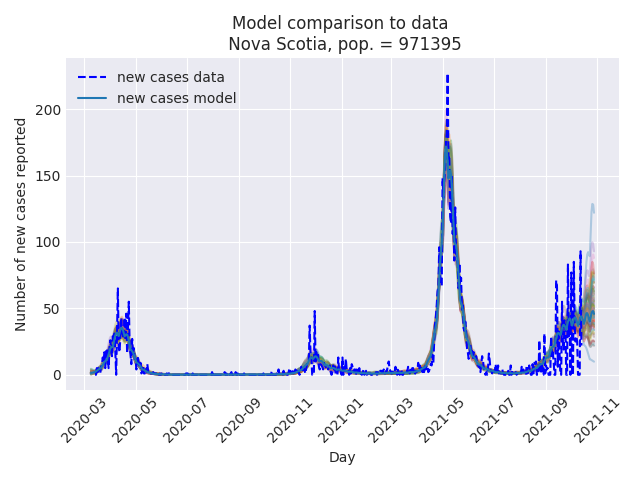 Model comparison to data
Nova Scotia, pop. = 971395
new cases data
new cases model
Number of new cases reported
200
150
100
50
0
2020-03
2020-05
2020-07
2020-09
2020-11
2021-01
2021-03
2021-05
2021-07
2021-09
2021-11
Day